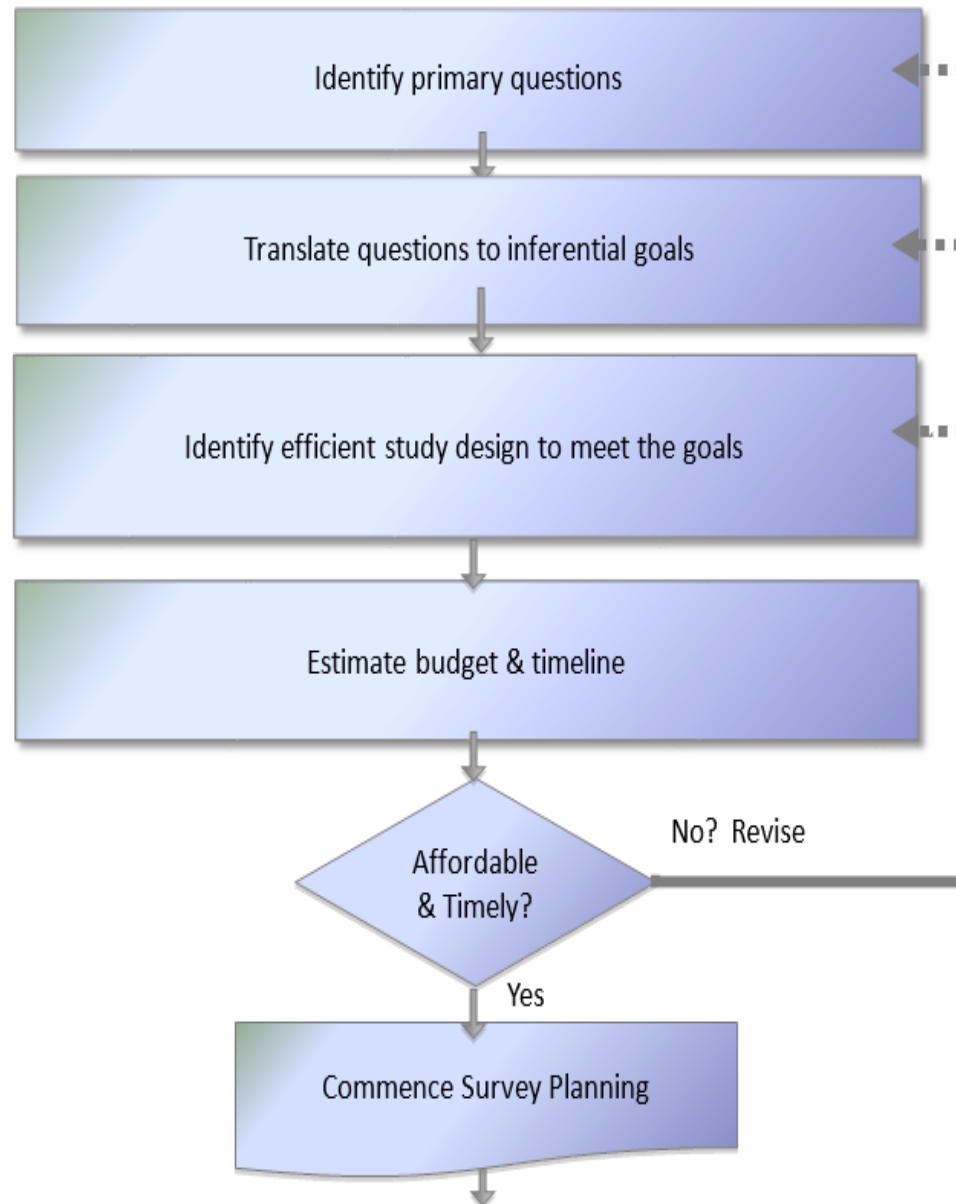 Identify primary questions
Translate questions to inferential goals
Identify efficient study design to meet the goals
Estimate budget & timeline
No? Revise
Affordable
& Timely?
Yes
Commence Survey Planning